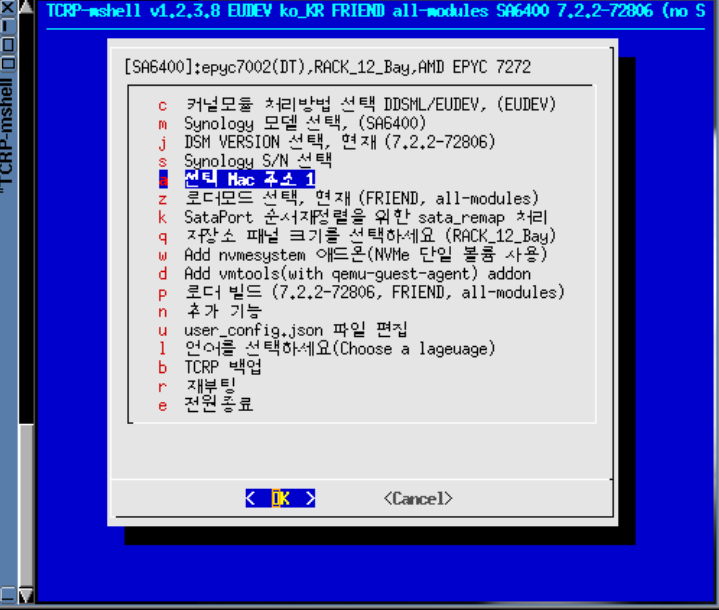 TCRP-mshell v1.2.3.8 EUDEV ko_KR FRIEND all-modules SA6400 7.2.2-72806 (no S
"TCRP-mshell
[SA6400]:epyc7002(DT),RACK_12_Bay,AMD EPYC 7272
c 커널모듈 처리방법 선택 DDSML/EUDEV, (EUDEV)
m Synology 모델 선택, (SA6400)
j DSM VERSION 선택, 현재 (7.2.2-72806)
s Synology S/N 선택
a 선택 Mac 주소 1
z 로더모드 선택, 현재 (FRIEND, all-modules)
k SataPort 순서재정렬을 위한 sata_remap 처리
q 저장소 패널 크기를 선택하세요 (RACK_12_Bay)
w Add nvmesystem 애드온(NVMe 단일 볼륨 사용)
d Add vmtools(with qemu-guest-agent) addon
p 로더 빌드 (7.2.2-72806, FRIEND, all-modules)
n 추가 기능
u user_config.json 파일 편집
l 언어를 선택하세요(Choose a lageuage)
b TCRP 백업
r 재부팅
e 전원종료
< OK > <Cancel>